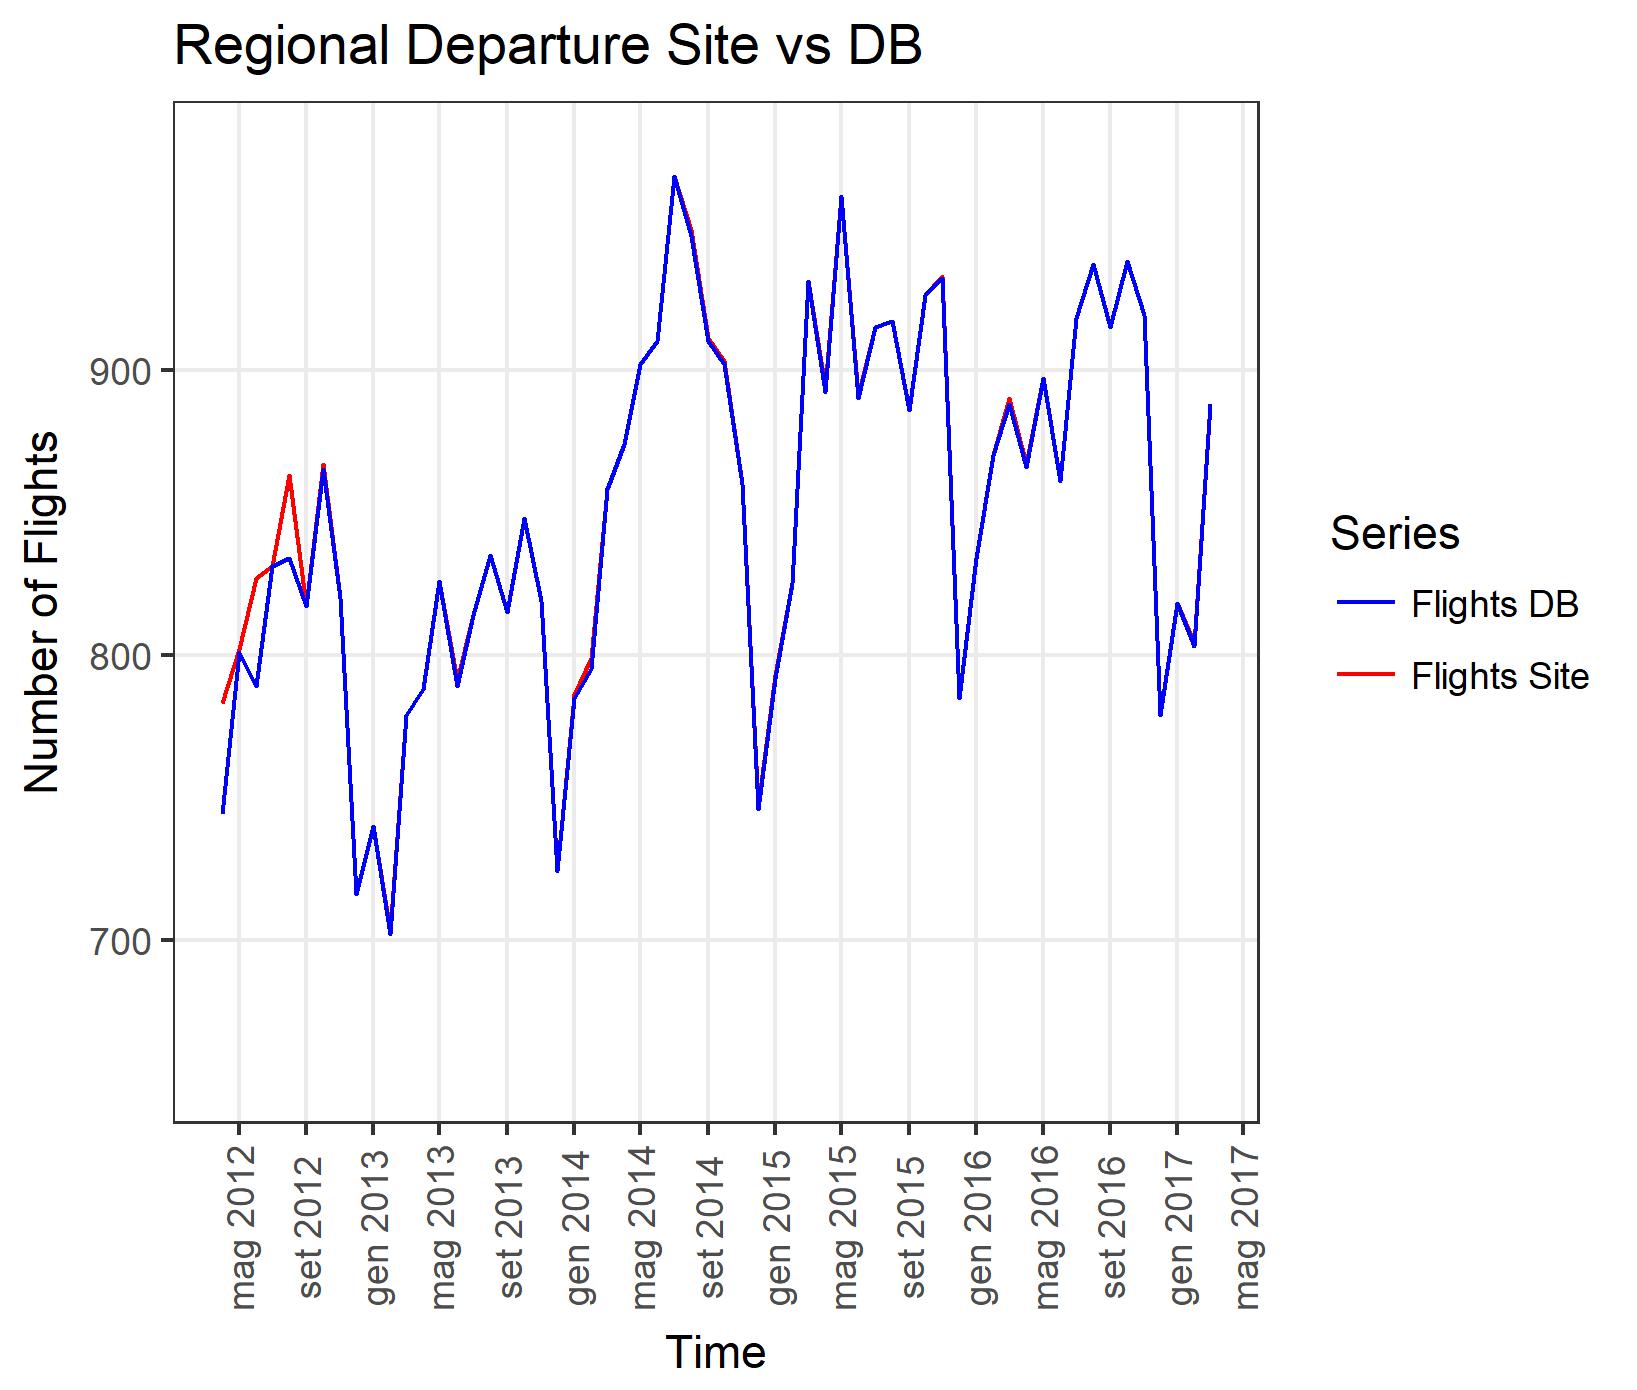 Regional Departure Site vs DB
Number of Flights
900
800
700
mag 2012
set 2012
gen 2013
mag 2013
set 2013
gen 2014
mag 2014
set 2014
gen 2015
mag 2015
set 2015
gen 2016
mag 2016
set 2016
gen 2017
mag 2017
Time
Series
Flights DB
Flights Site